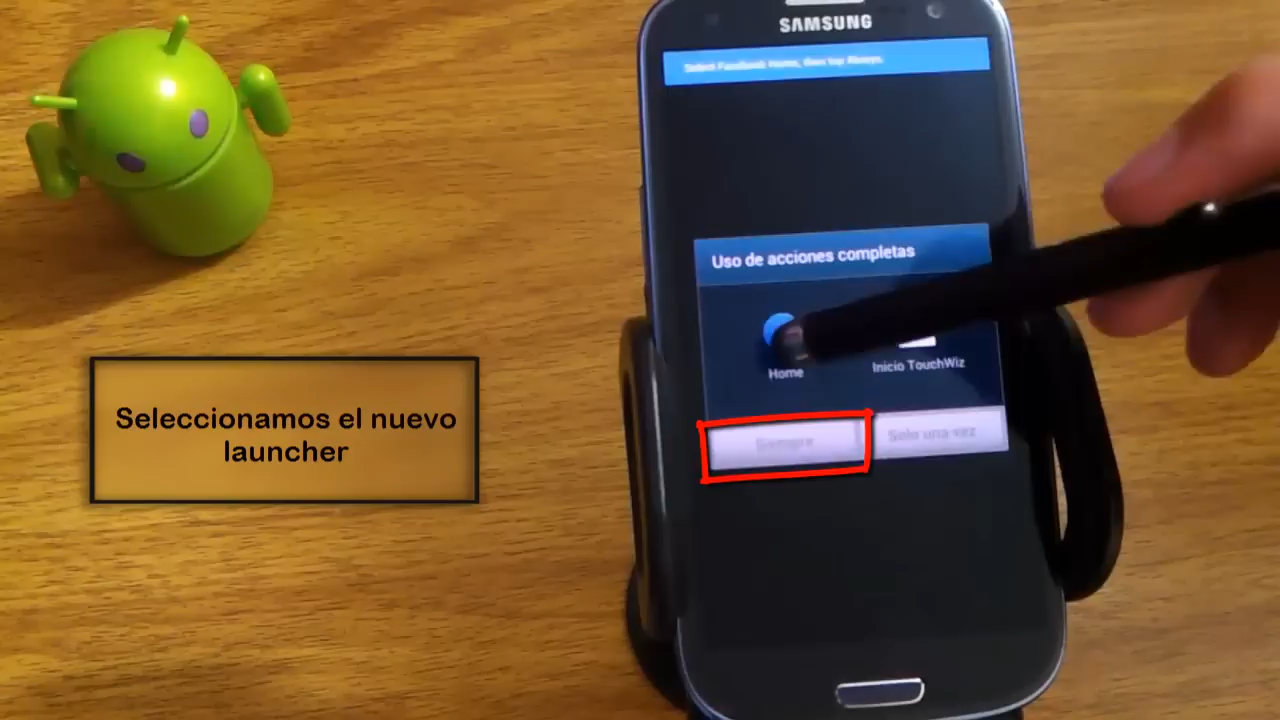 SAMSUNG
Select Facebook Home, then tap Always.
Uso de acciones completas
Home
Inicio TouchWiz
Siempre
Solo una vez
Seleccionamos el nuevo
launcher